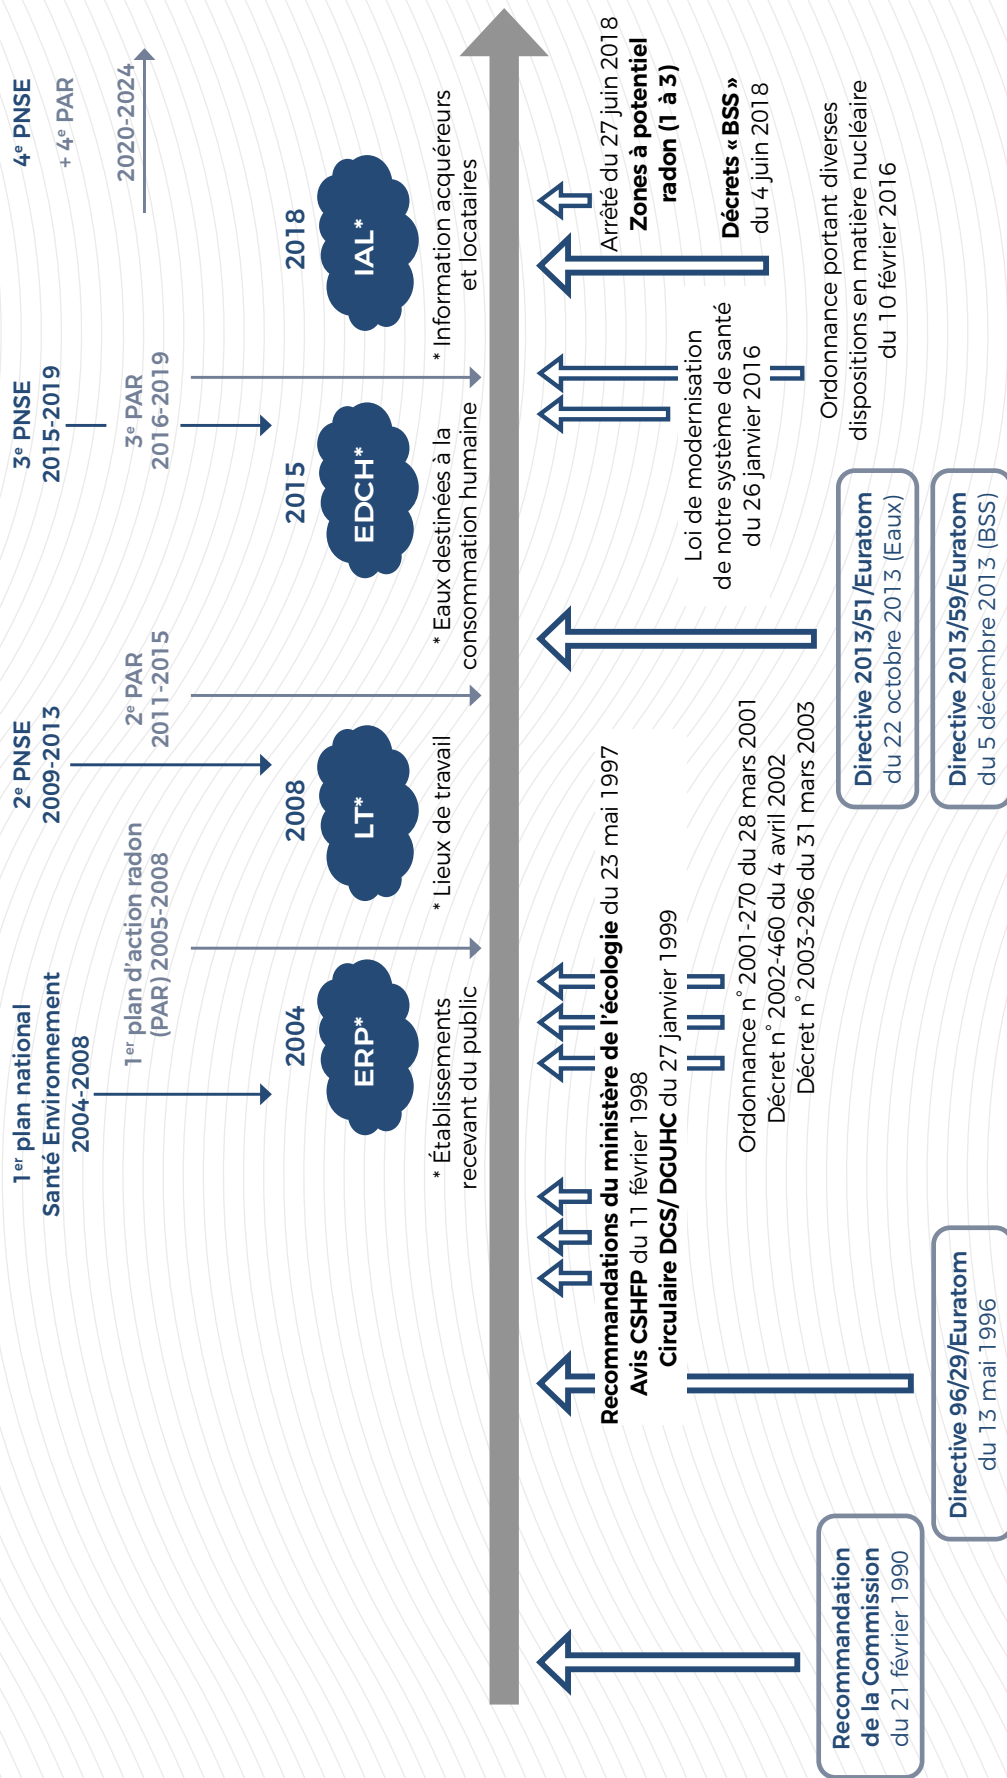 1er plan national
Santé Environnement
2004-2008
2e PNSE
2009-2013
3e PNSE
2015-2019
4e PNSE
+ 4e PAR
1er plan d’action radon
(PAR) 2005-2008
2e PAR
2011-2015
3e PAR
2016-2019
2020-2024
2004
ERP*
* Établissements
recevant du public
2008
LT*
* Lieux de travail
2015
EDCH*
* Eaux destinées à la
consommation humaine
2018
IAL*
* Information acquéreurs
et locataires
Recommandation
de la Commission
du 21 février 1990
Directive 96/29/Euratom
du 13 mai 1996
Recommandations du ministère de l’écologie du 23 mai 1997
Avis CSHFP du 11 février 1998
Circulaire DGS/ DGUHC du 27 janvier 1999
Ordonnance n° 2001-270 du 28 mars 2001
Décret n° 2002-460 du 4 avril 2002
Décret n° 2003-296 du 31 mars 2003
Directive 2013/51/Euratom
du 22 octobre 2013 (Eaux)
Directive 2013/59/Euratom
du 5 décembre 2013 (BSS)
Loi de modernisation
de notre système de santé
du 26 janvier 2016
Ordonnance portant diverses
dispositions en matière nucléaire
du 10 février 2016
Arrêté du 27 juin 2018
Zones à potentiel
radon (1 à 3)
Décrets « BSS »
du 4 juin 2018